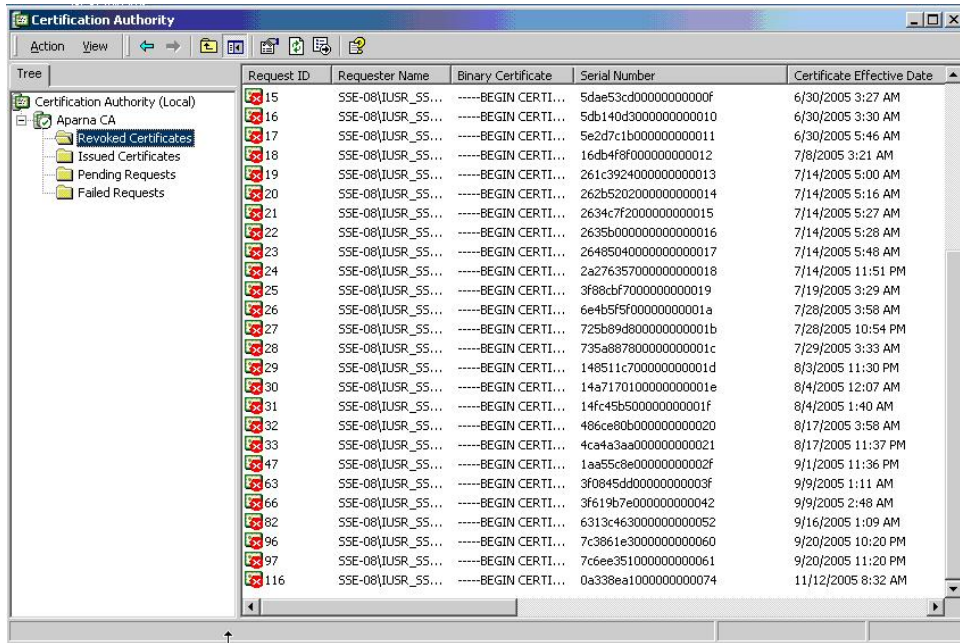 Certification Authority
Action View
Tree
Certification Authority (Local)
Aparna CA
Revoked Certificates
Issued Certificates
Pending Requests
Failed Requests
Request ID Requester Name Binary Certificate Serial Number Certificate Effective Date
15 SSE-08\IUSR_SS... -----BEGIN CERTI... 5dae53cd00000000000f 6/30/2005 3:27 AM
16 SSE-08\IUSR_SS... -----BEGIN CERTI... 5db140d3000000000010 6/30/2005 3:30 AM
17 SSE-08\IUSR_SS... -----BEGIN CERTI... 5e2d7c1b000000000011 6/30/2005 5:46 AM
18 SSE-08\IUSR_SS... -----BEGIN CERTI... 16db4f8f000000000012 7/8/2005 3:21 AM
19 SSE-08\IUSR_SS... -----BEGIN CERTI... 261c3924000000000013 7/14/2005 5:00 AM
20 SSE-08\IUSR_SS... -----BEGIN CERTI... 262b5202000000000014 7/14/2005 5:16 AM
21 SSE-08\IUSR_SS... -----BEGIN CERTI... 2634c7f2000000000015 7/14/2005 5:27 AM
22 SSE-08\IUSR_SS... -----BEGIN CERTI... 2635b000000000000016 7/14/2005 5:28 AM
23 SSE-08\IUSR_SS... -----BEGIN CERTI... 26485040000000000017 7/14/2005 5:48 AM
24 SSE-08\IUSR_SS... -----BEGIN CERTI... 2a276357000000000018 7/14/2005 11:51 PM
25 SSE-08\IUSR_SS... -----BEGIN CERTI... 3f88cbf7000000000019 7/19/2005 3:29 AM
26 SSE-08\IUSR_SS... -----BEGIN CERTI... 6e4b5f5f00000000001a 7/28/2005 3:58 AM
27 SSE-08\IUSR_SS... -----BEGIN CERTI... 725b89d800000000001b 7/28/2005 10:54 PM
28 SSE-08\IUSR_SS... -----BEGIN CERTI... 735a887800000000001c 7/29/2005 3:33 AM
29 SSE-08\IUSR_SS... -----BEGIN CERTI... 148511c700000000001d 8/3/2005 11:30 PM
30 SSE-08\IUSR_SS... -----BEGIN CERTI... 14a7170100000000001e 8/4/2005 12:07 AM
31 SSE-08\IUSR_SS... -----BEGIN CERTI... 14fc45b500000000001f 8/4/2005 1:40 AM
32 SSE-08\IUSR_SS... -----BEGIN CERTI... 486ce80b000000000020 8/17/2005 3:58 AM
33 SSE-08\IUSR_SS... -----BEGIN CERTI... 4ca4a3aa000000000021 8/17/2005 11:37 PM
47 SSE-08\IUSR_SS... -----BEGIN CERTI... 1aa55c8e00000000002f 9/1/2005 11:36 PM
63 SSE-08\IUSR_SS... -----BEGIN CERTI... 3f0845dd00000000003f 9/9/2005 1:11 AM
66 SSE-08\IUSR_SS... -----BEGIN CERTI... 3f619b7e000000000042 9/9/2005 2:48 AM
82 SSE-08\IUSR_SS... -----BEGIN CERTI... 6313c463000000000052 9/16/2005 1:09 AM
96 SSE-08\IUSR_SS... -----BEGIN CERTI... 7c3861e3000000000060 9/20/2005 10:20 PM
97 SSE-08\IUSR_SS... -----BEGIN CERTI... 7c6ee351000000000061 9/20/2005 11:20 PM
116 SSE-08\IUSR_SS... -----BEGIN CERTI... 0a338ea1000000000074 11/12/2005 8:32 AM